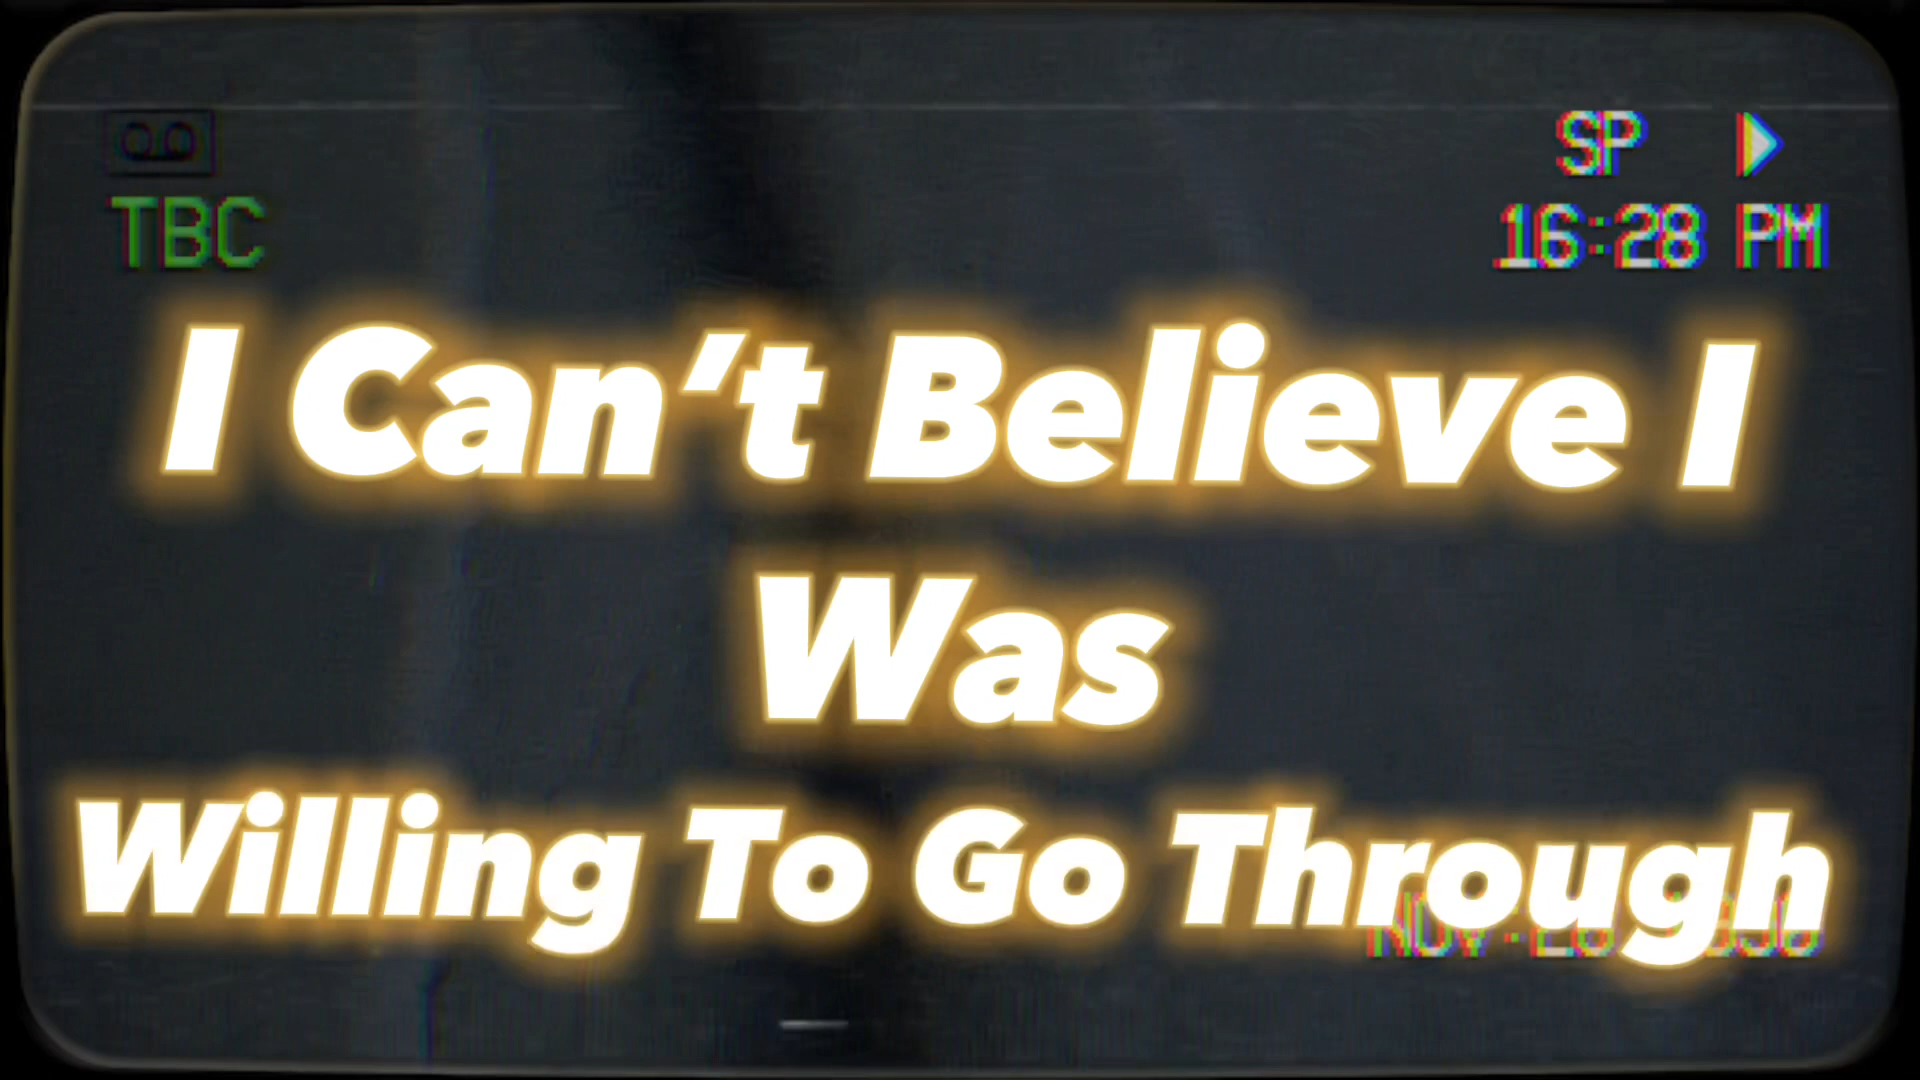 SP
TBC
16:28 PM
I Can‘t Believe I
Was
Willing To Go Through